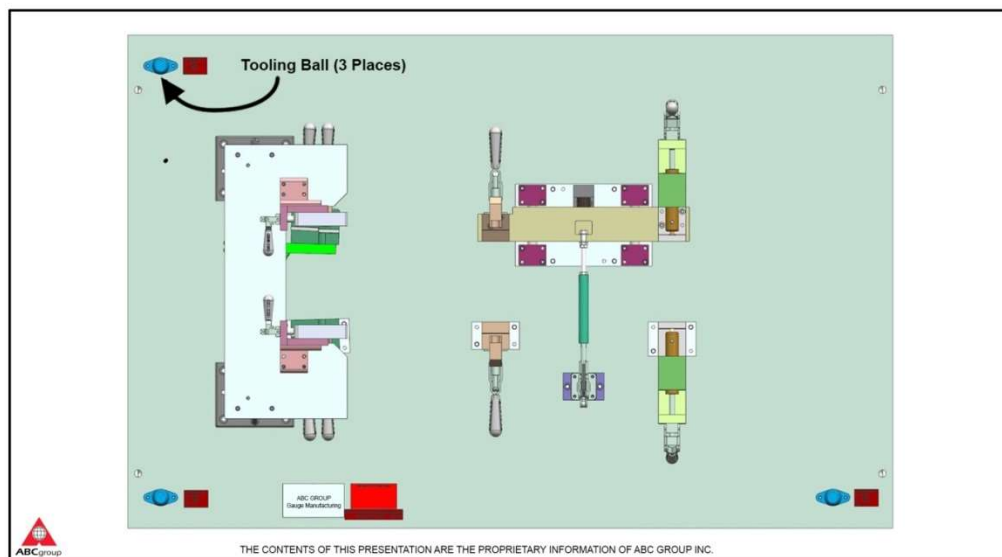 Tooling Ball (3 Places)
ABC GROUP
Gauge Manufacturing
ABCgroup
THE CONTENTS OF THIS PRESENTATION ARE THE PROPRIETARY INFORMATION OF ABC GROUP INC.